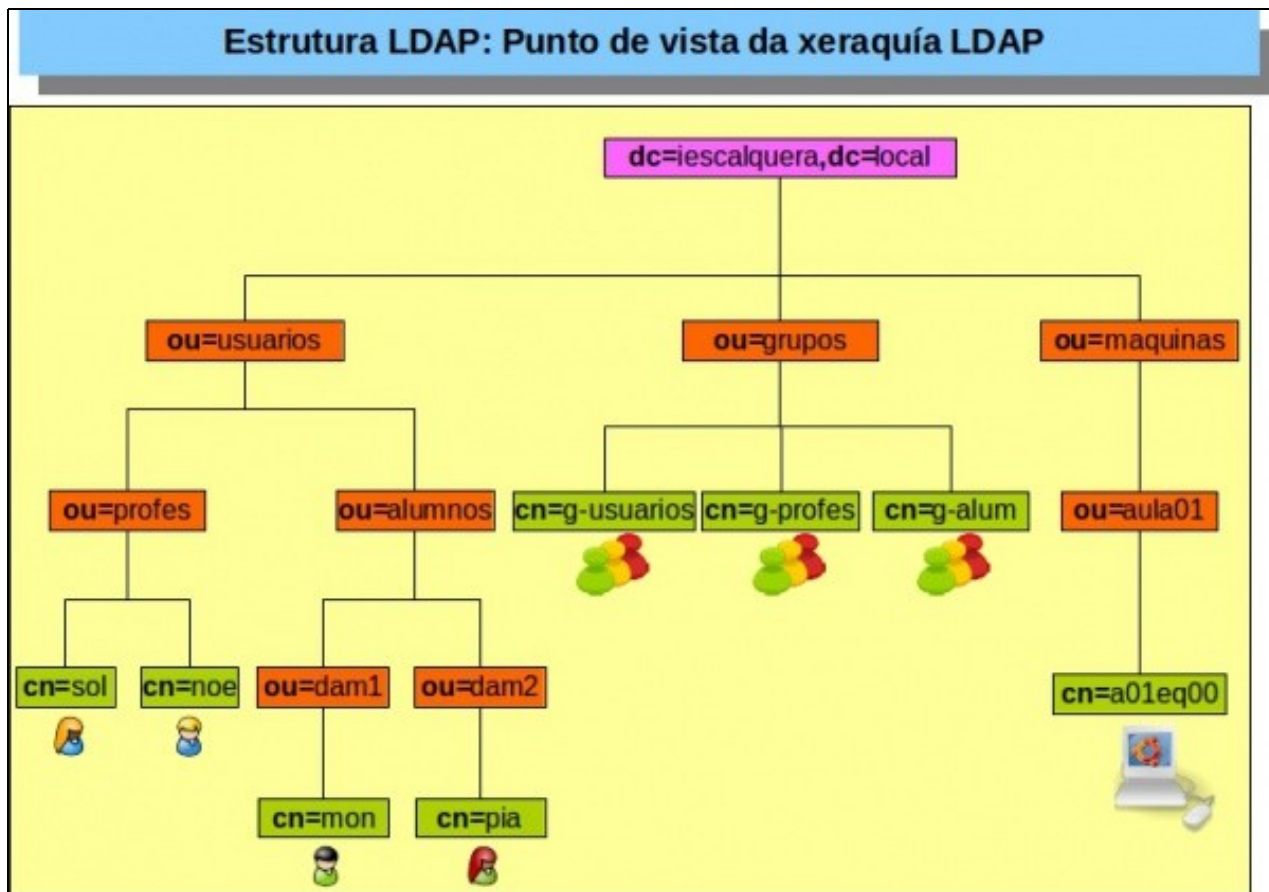 Estrutura LDAP: Punto de vista da xeraquía LDAP
dc=iescalquera,dc=local
ou=usuarios
ou=grupos
ou=maquinas
ou=profes
ou=alumnos
cn=g-usuarios
cn=g-profes
cn=g-alum
ou=aula01
cn=sol
cn=noe
ou=dam1
ou=dam2
cn=a01eq00
cn=mon
cn=pia